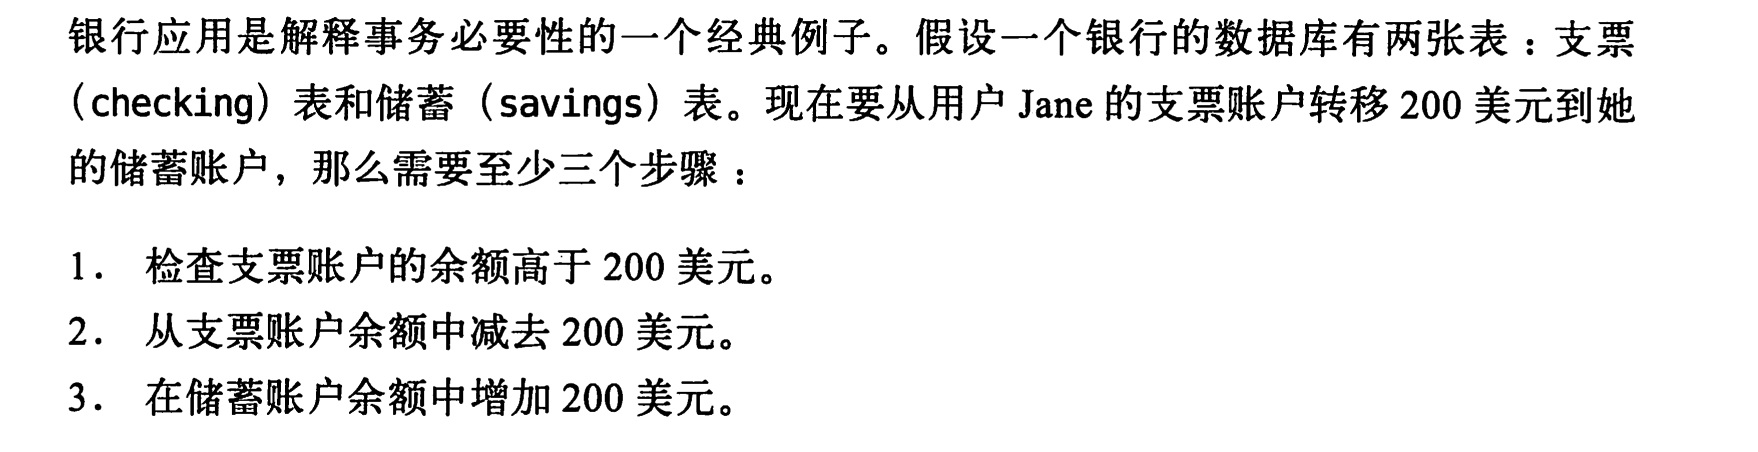 银行应用是解释事务必要性的一个经典例子。假设一个银行的数据库有两张表：支票
（checking）表和储蓄（savings）表。现在要从用户 Jane 的支票账户转移 200 美元到她
的储蓄账户，那么需要至少三个步骤：
1. 检查支票账户的余额高于 200 美元。
2. 从支票账户余额中减去 200 美元。
3. 在储蓄账户余额中增加 200 美元。